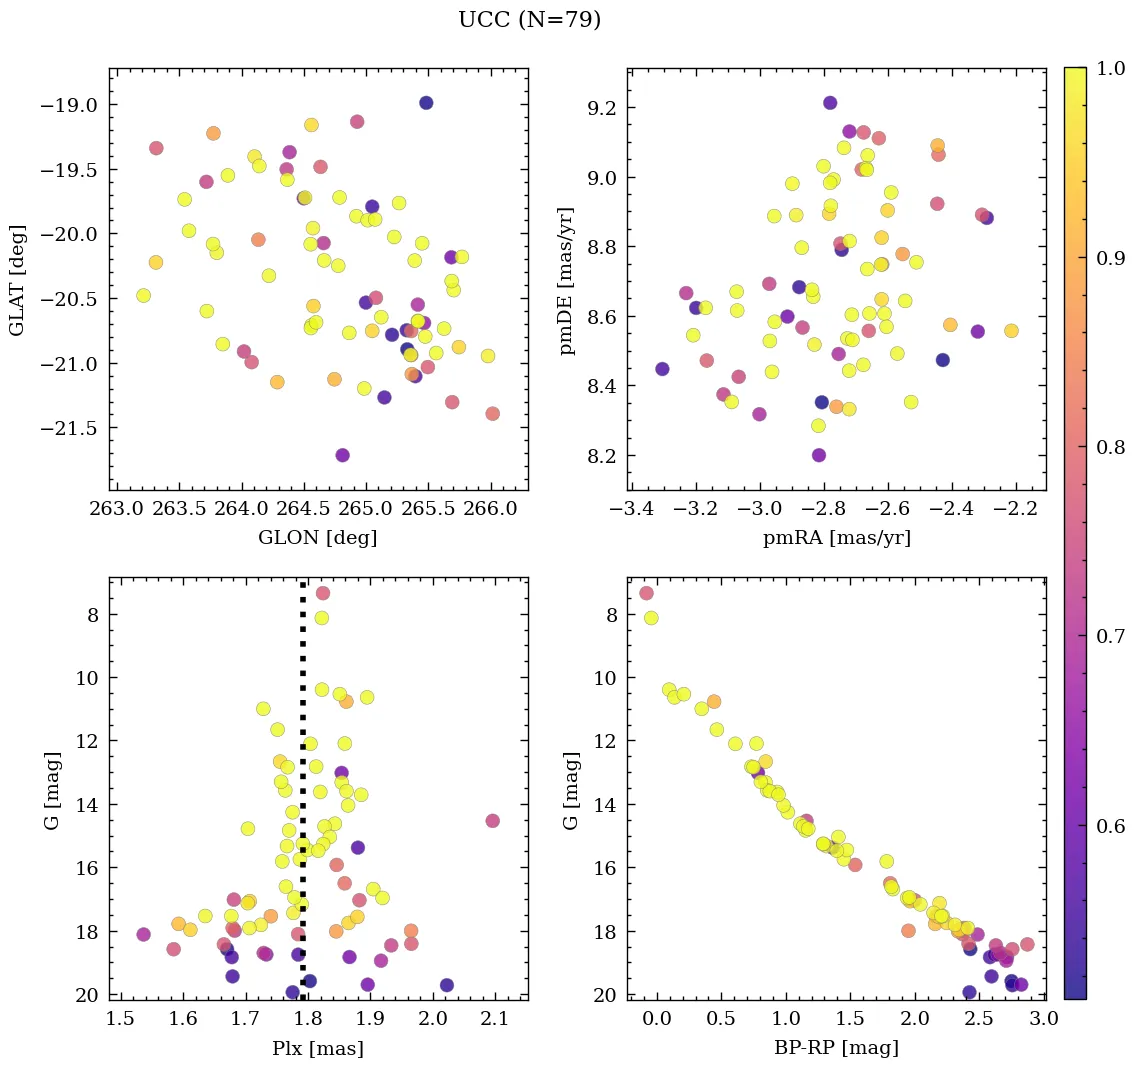 UCC (N=79)
−19.0
−19.5
−20.0
−20.5
−21.0
−21.5
GLAT [deg]
263.0 263.5 264.0 264.5 265.0 265.5 266.0
GLON [deg]
9.2
9.0
8.8
8.6
8.4
8.2
pmDE [mas/yr]
−3.4 −3.2 −3.0 −2.8 −2.6 −2.4 −2.2
pmRA [mas/yr]
8
10
12
14
16
18
20
G [mag]
1.5 1.6 1.7 1.8 1.9 2.0 2.1
Plx [mas]
8
10
12
14
16
18
20
G [mag]
0.0 0.5 1.0 1.5 2.0 2.5 3.0
BP-RP [mag]
1.0
0.9
0.8
0.7
0.6